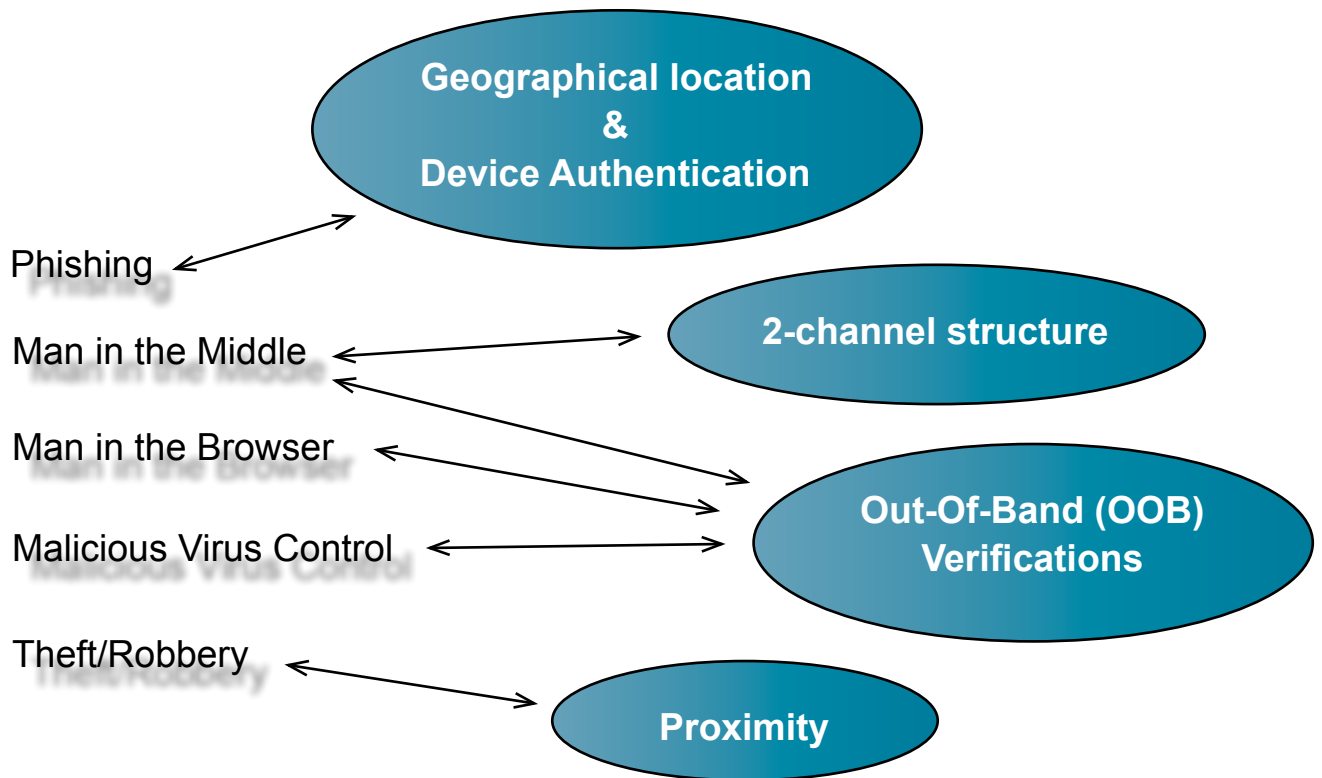 Geographical location
&
Device Authentication
Phishing
2-channel structure
Man in the Middle
Man in the Browser
Out-Of-Band (OOB)
Verifications
Malicious Virus Control
Theft/Robbery
Proximity